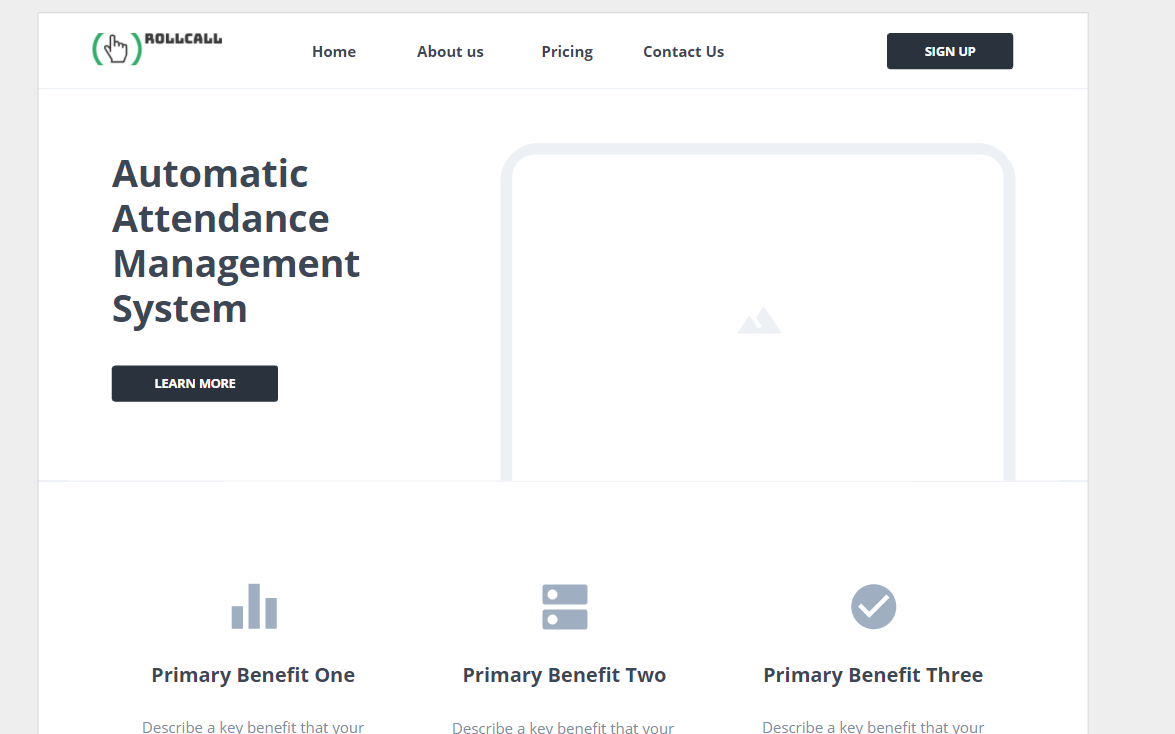 ROLLCALL
Home About us Pricing Contact Us SIGN UP
Automatic
Attendance
Management
System
LEARN MORE
Primary Benefit One Primary Benefit Two Primary Benefit Three
Describe a key benefit that your Describe a key benefit that your Describe a key benefit that your